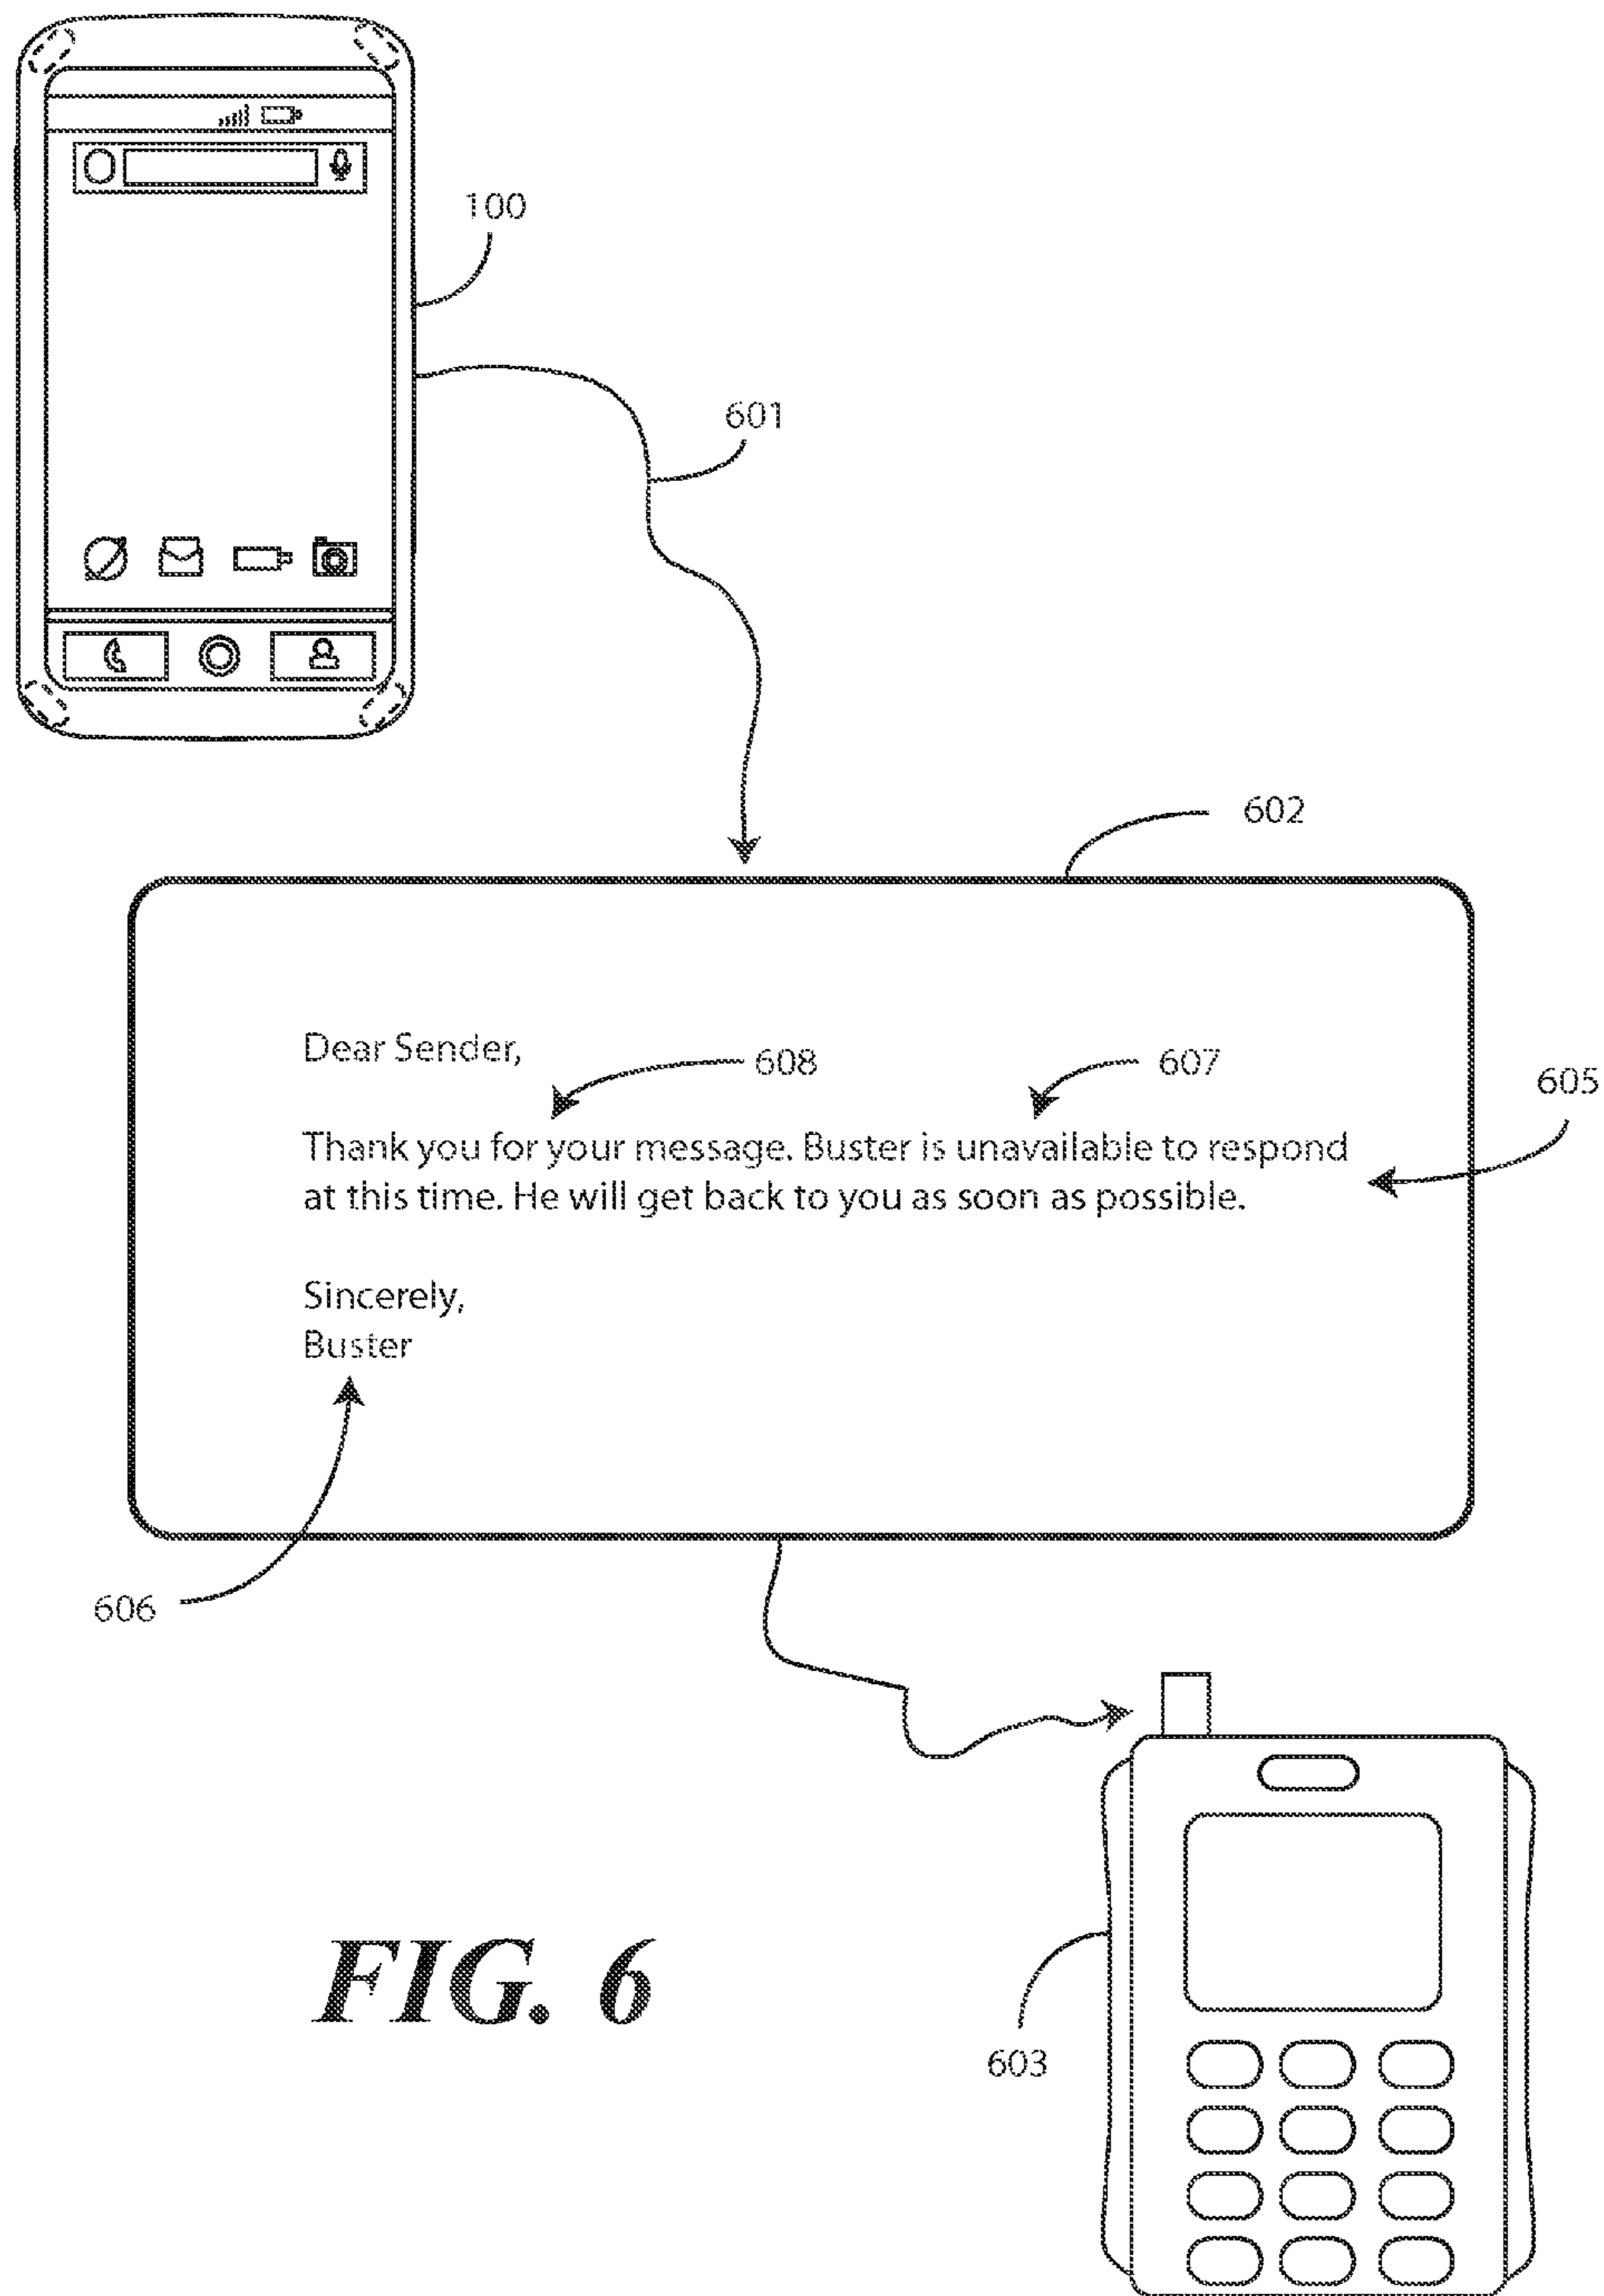 100
601
602
Dear Sender,
608
607
605
Thank you for your message. Buster is unavailable to respond
at this time. He will get back to you as soon as possible.
Sincerely,
Buster
606
FIG. 6
603